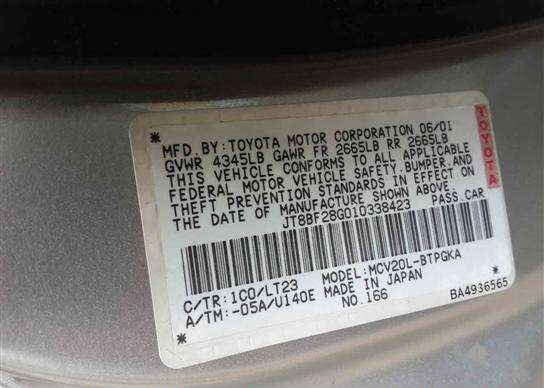 MFD. BY: TOYOTA MOTOR CORPORATION 06/01
GVWR 4345LB GAWR FR 2665LB RR 2665LB
THIS VEHICLE CONFORMS TO ALL APPLICABLE
FEDERAL MOTOR VEHICLE SAFETY, BUMPER, AND
THEFT PREVENTION STANDARDS IN EFFECT ON
THE DATE OF MANUFACTURE SHOWN ABOVE.
JT8BF28G010338423 PASS.CAR
C/TR: 1C0/LT23 MODEL: MCV20L-BTPGKA
A/TM: -05A/U140E MADE IN JAPAN
NO.166 BA4936565
TOYOTA